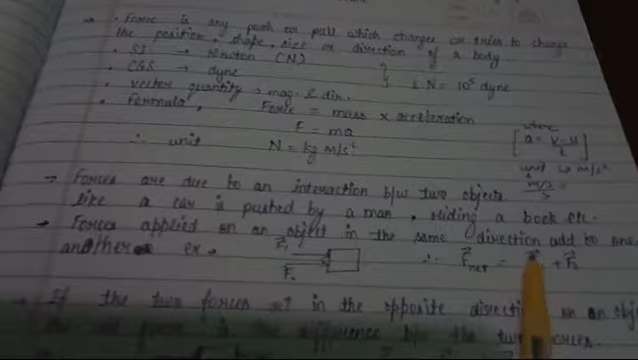 → Force is any push or pull which changes or tries to change
the position, shape, size or direction of a body.
• SI → Newton (N)
• CGS → dyne
1 N = 10⁵ dyne
• Vector quantity → mag. & dir.
• Formula, Force = mass × acceleration
F = ma
∴ unit N = kg m/s²
where
[a = v-u/t]
unit ↳ m/s²
m/s/s =
→ Forces are due to an interaction b/w two objects.
like a car is pushed by a man, sliding a book etc.
→ Forces applied on an object in the same direction add to one
another ex →
F₁
F₂
∴ F⃗net = + F⃗₂
→ If the two forces in the opposite direction on an obj
is the difference b/w the two forces.